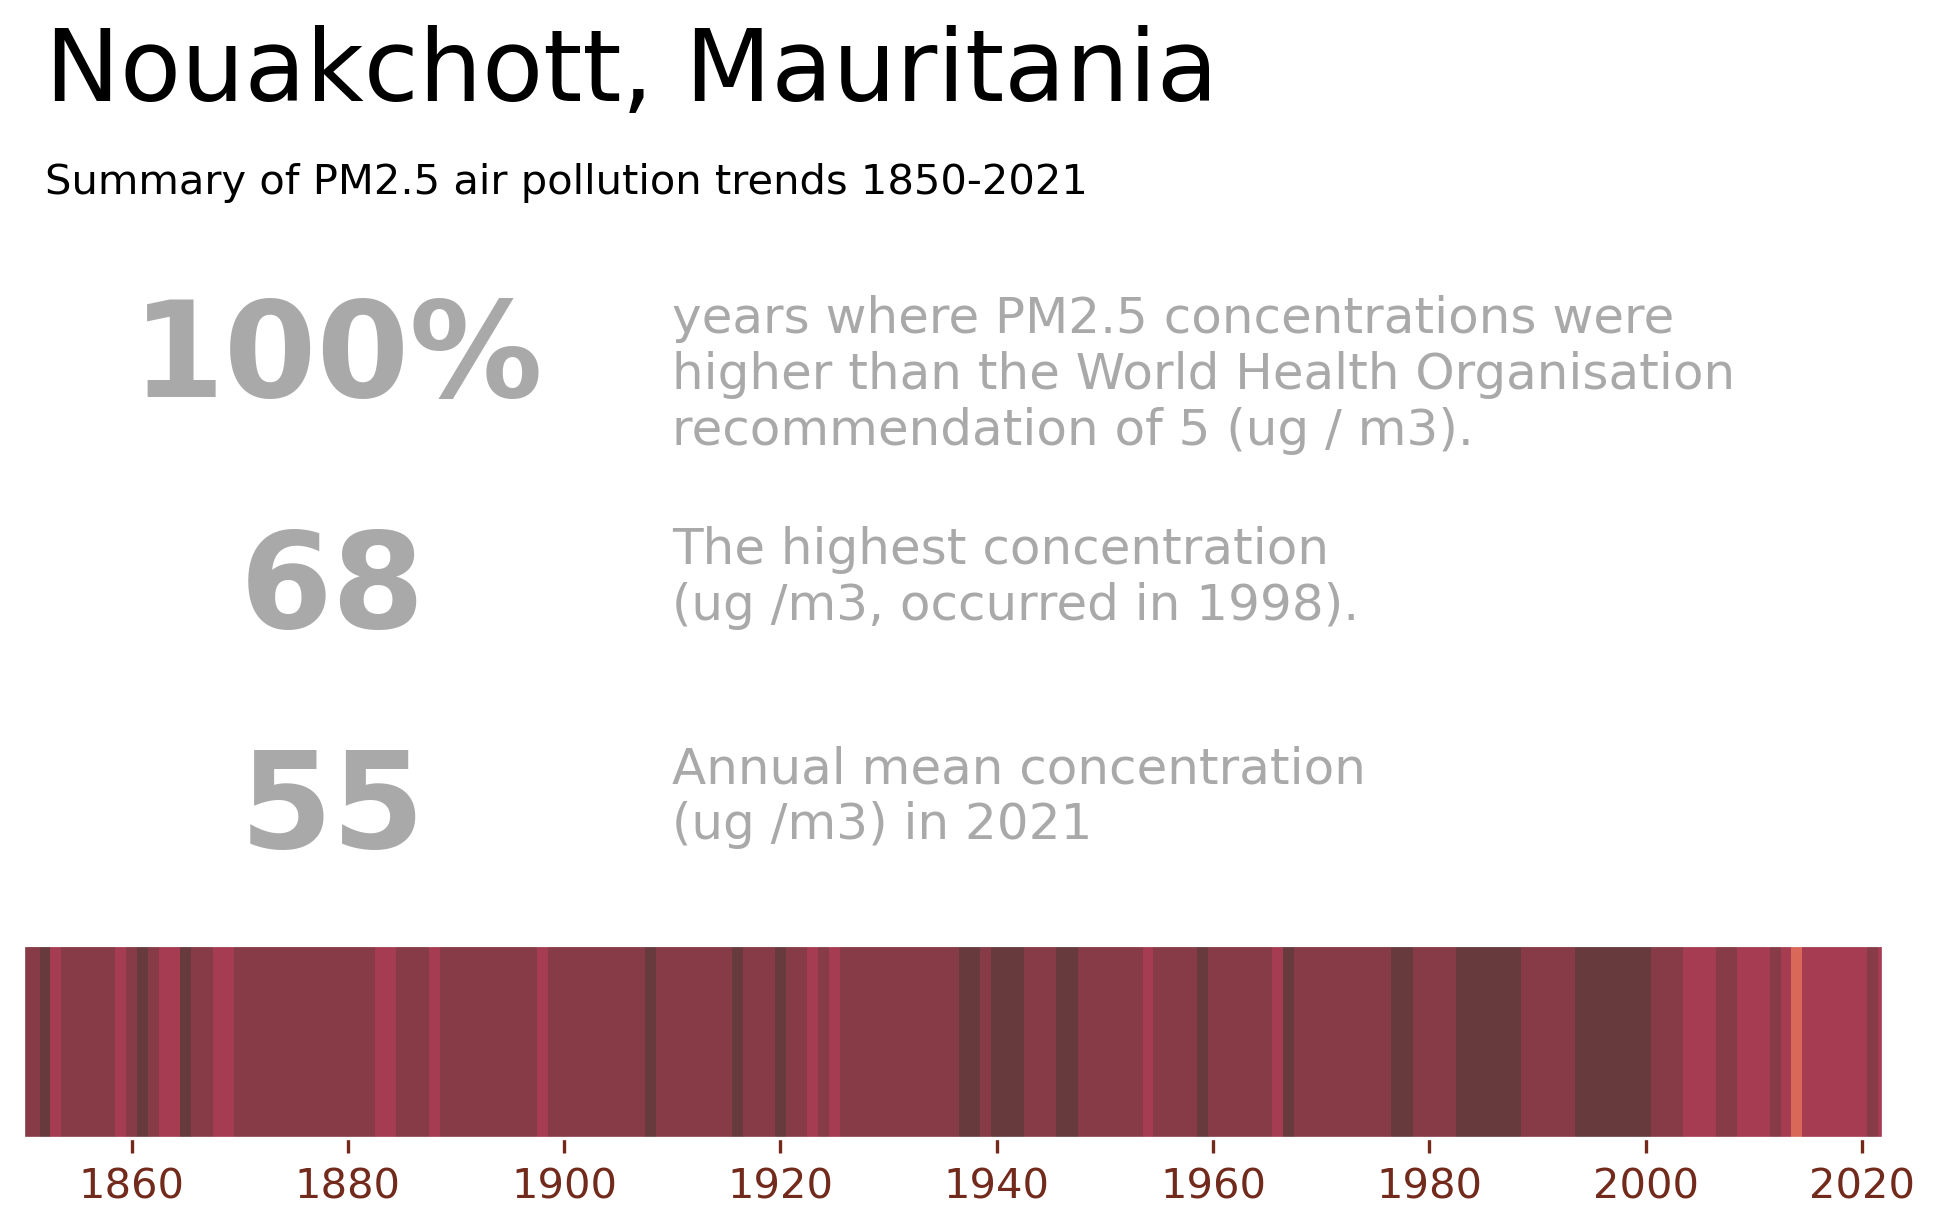 Nouakchott, Mauritania
Summary of PM2.5 air pollution trends 1850-2021
100%
years where PM2.5 concentrations were
higher than the World Health Organisation
recommendation of 5 (ug / m3).
68
The highest concentration
(ug /m3, occurred in 1998).
55
Annual mean concentration
(ug /m3) in 2021
1860 1880 1900 1920 1940 1960 1980 2000 2020